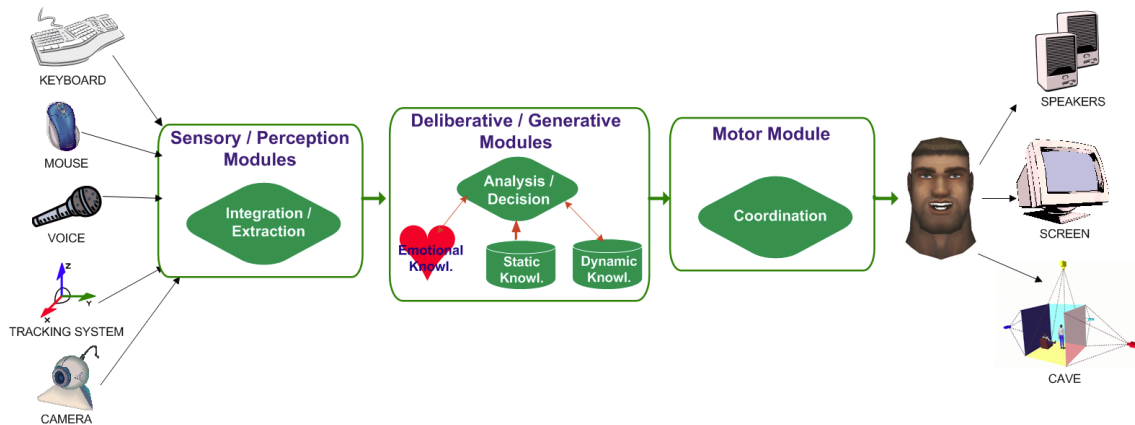 KEYBOARD
MOUSE
VOICE
Z
Y
X
TRACKING SYSTEM
CAMERA
Sensory / Perception
Modules
Integration /
Extraction
Deliberative / Generative
Modules
Analysis /
Decision
Emotional
Knowl.
Static
Knowl.
Dynamic
Knowl.
Motor Module
Coordination
SPEAKERS
SCREEN
CAVE